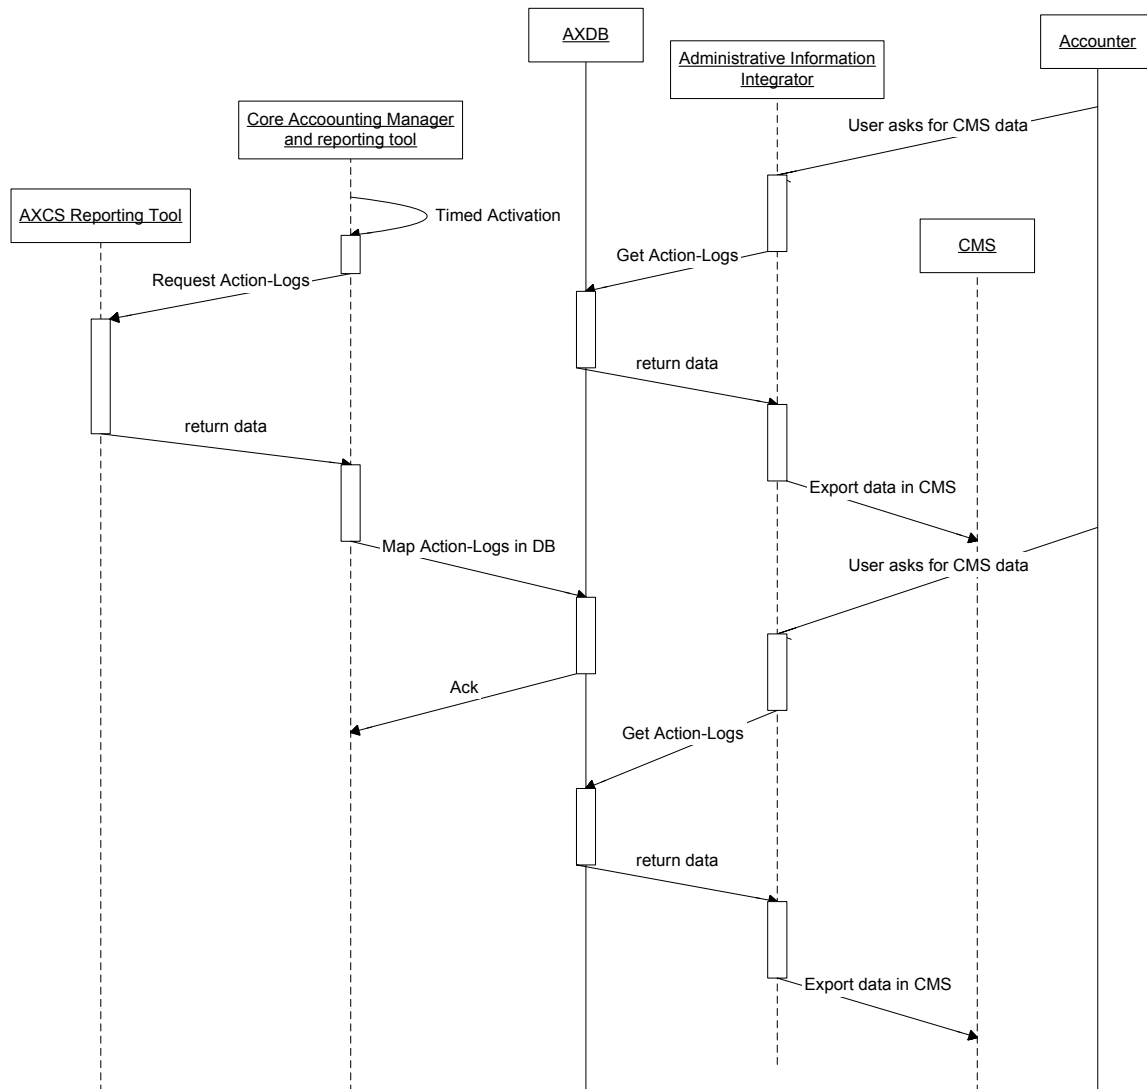 AXDB
Accounter
Administrative Information
Integrator
Core Accoounting Manager
and reporting tool
User asks for CMS data
AXCS Reporting Tool
Timed Activation
CMS
Get Action-Logs
Request Action-Logs
return data
return data
Export data in CMS
Map Action-Logs in DB
User asks for CMS data
Ack
Get Action-Logs
return data
Export data in CMS